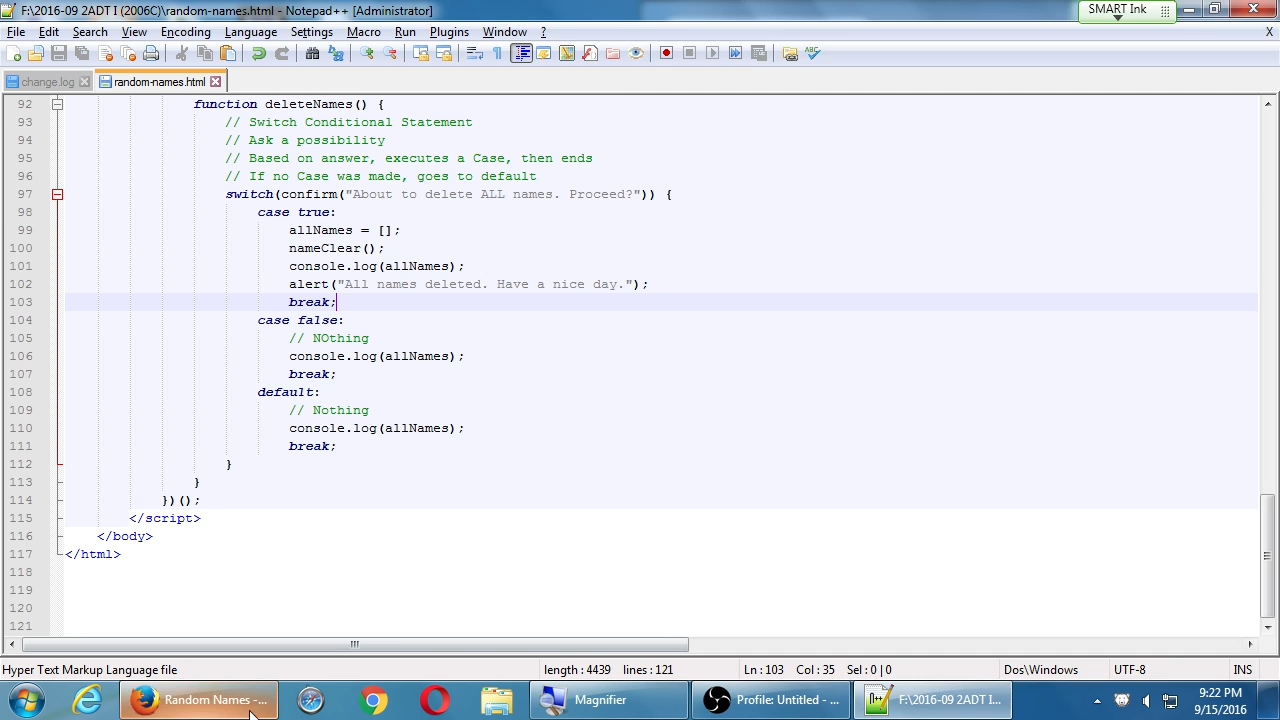 F:\2016-09 2ADT I (2006C)\random-names.html - Notepad++ [Administrator]
SMART Ink
File Edit Search View Encoding Language Settings Macro Run Plugins Window ? X
change.log random-names.html
92 function deleteNames() {
93 // Switch Conditional Statement
94 // Ask a possibility
95 // Based on answer, executes a Case, then ends
96 // If no Case was made, goes to default
97 switch(confirm("About to delete ALL names. Proceed?")) {
98 case true:
99 allNames = [];
100 nameClear();
101 console.log(allNames);
102 alert("All names deleted. Have a nice day.");
103 break;
104 case false:
105 // NOthing
106 console.log(allNames);
107 break;
108 default:
109 // Nothing
110 console.log(allNames);
111 break;
112 }
113 }
114 })();
115 </script>
116 </body>
117 </html>
118
119
120
121
Hyper Text Markup Language file length : 4439 lines : 121 Ln : 103 Col : 35 Sel : 0 | 0 Dos\Windows UTF-8 INS
Random Names -... Magnifier Profile: Untitled - ... F:\2016-09 2ADT I... 9:22 PM
9/15/2016